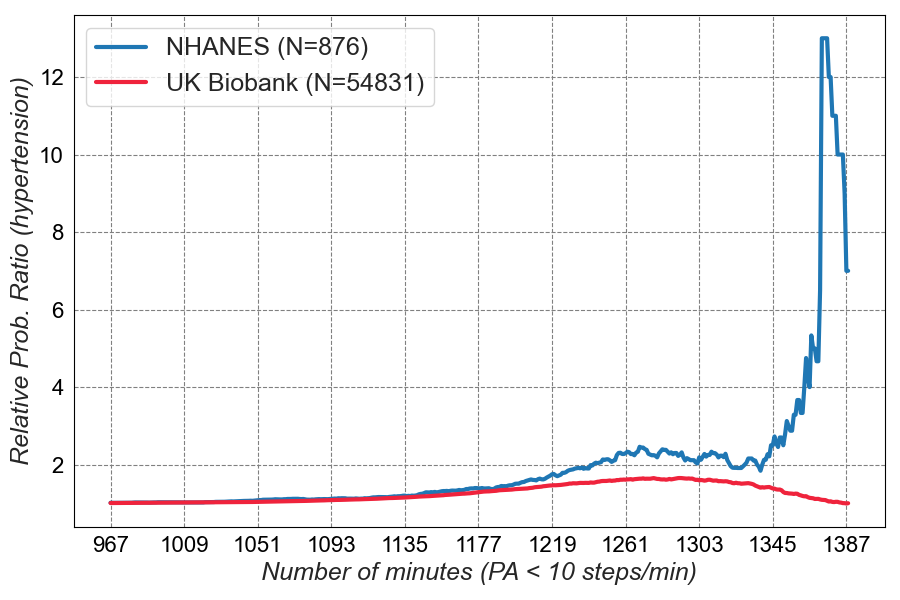 NHANES (N=876)
UK Biobank (N=54831)
Relative Prob. Ratio (hypertension)
12
10
8
6
4
2
967 1009 1051 1093 1135 1177 1219 1261 1303 1345 1387
Number of minutes (PA < 10 steps/min)